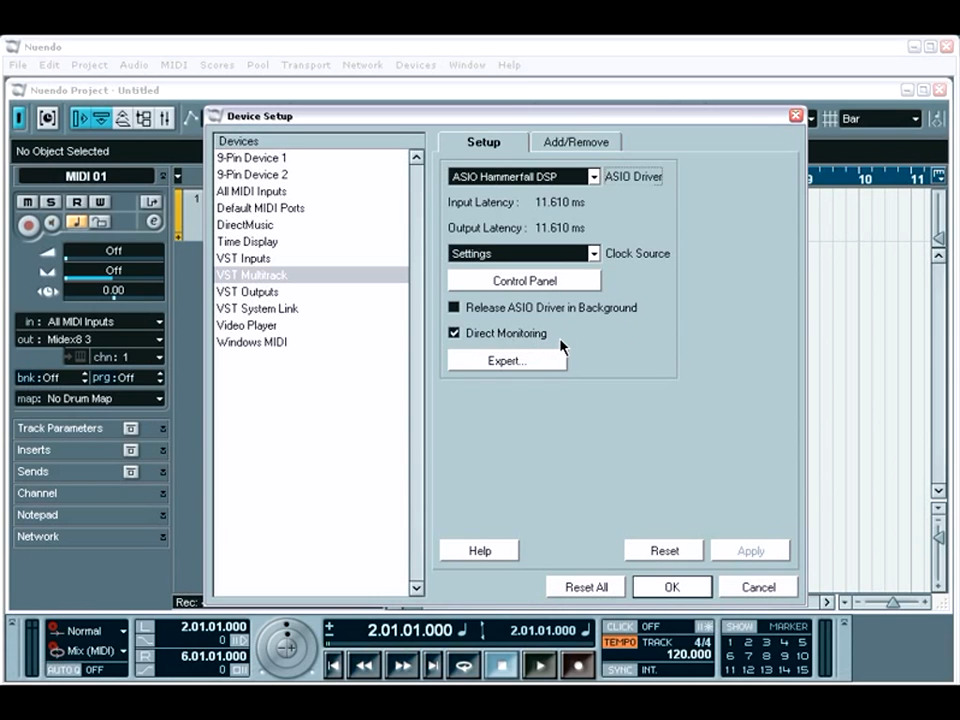 Nuendo
File Edit Project Audio MIDI Scores Pool Transport Network Devices Window Help
Nuendo Project - Untitled
Bar
No Object Selected
MIDI 01
M S R W
Off
Off
0.00
in : All MIDI Inputs
out : Midex8 3
chn: 1
bnk:Off prg:Off
map: No Drum Map
Track Parameters
Inserts
Sends
Channel
Notepad
Network
1
9 10 11
Device Setup
Devices
9-Pin Device 1
9-Pin Device 2
All MIDI Inputs
Default MIDI Ports
DirectMusic
Time Display
VST Inputs
VST Multitrack
VST Outputs
VST System Link
Video Player
Windows MIDI
Setup Add/Remove
ASIO Hammerfall DSP ASIO Driver
Input Latency : 11.610 ms
Output Latency : 11.610 ms
Settings Clock Source
Control Panel
Release ASIO Driver in Background
Direct Monitoring
Expert...
Help Reset Apply
Reset All OK Cancel
Rec:
Normal
Mix (MIDI)
AUTO Q OFF
L 2.01.01.000
0
R 6.01.01.000
0
2.01.01.000 2.01.01.000
CLICK OFF
TEMPO TRACK 4/4
120.000
SYNC INT.
SHOW MARKER
1 2 3 4 5
6 7 8 9 10
11 12 13 14 15